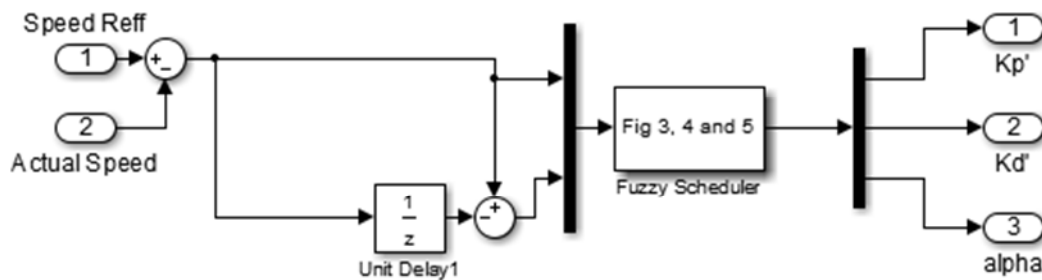 Speed Reff
1
+
−
2
Actual Speed
1
z
Unit Delay1
−
+
Fig 3, 4 and 5
Fuzzy Scheduler
1
Kp'
2
Kd'
3
alpha